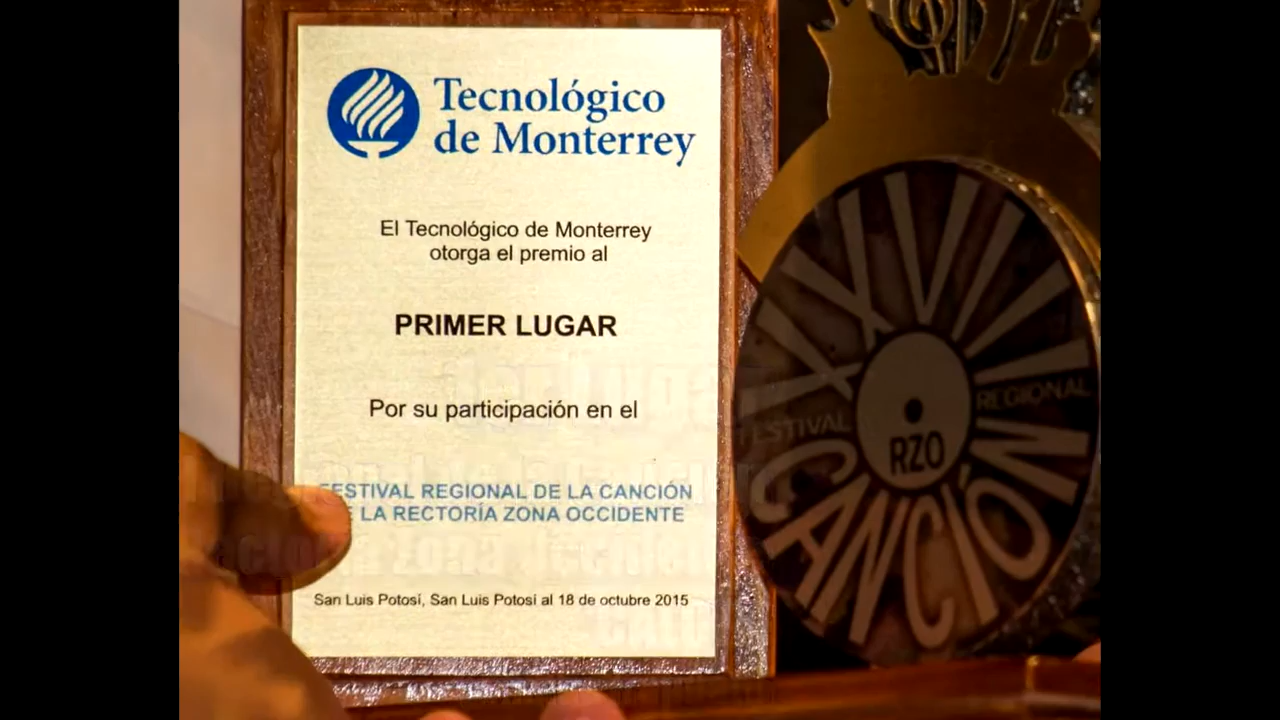 Tecnológico
de Monterrey
El Tecnológico de Monterrey
otorga el premio al
PRIMER LUGAR
Por su participación en el
FESTIVAL REGIONAL DE LA CANCIÓN
LA RECTORÍA ZONA OCCIDENTE
San Luis Potosí, San Luis Potosí al 18 de octubre 2015
XXVIII
FESTIVAL REGIONAL
RZO
CANCIÓN